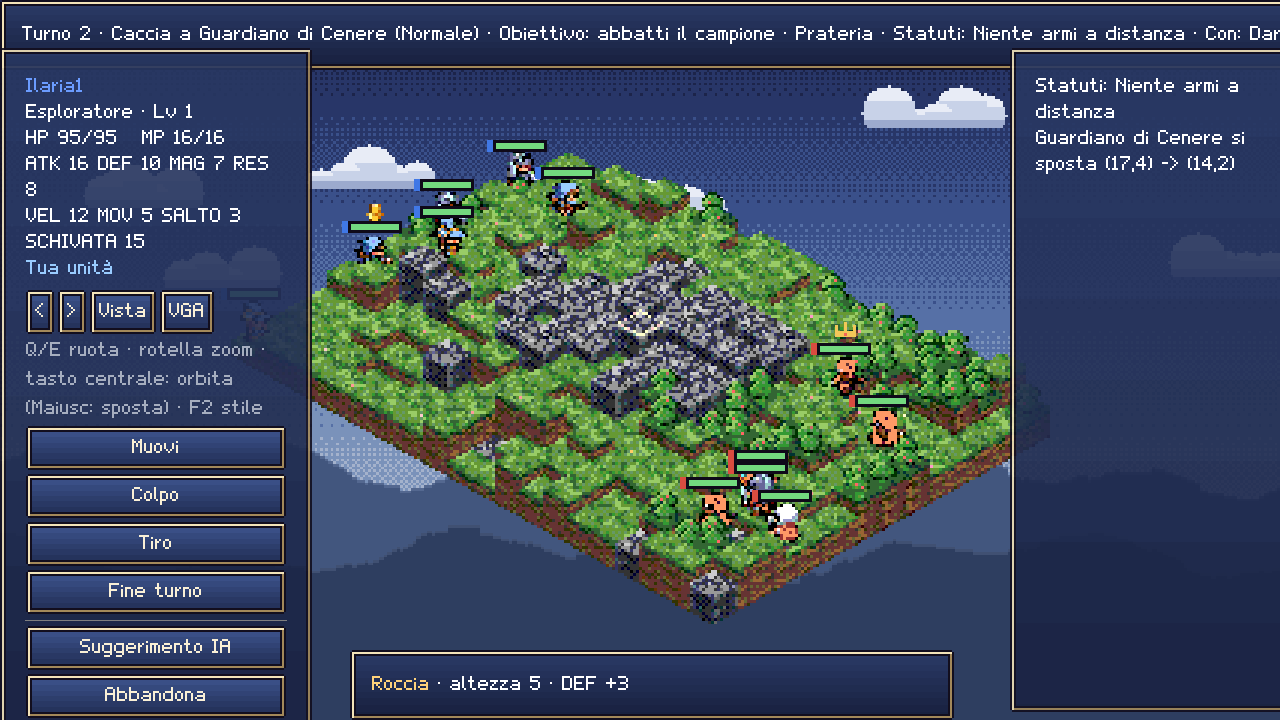 Turno 2 · Caccia a Guardiano di Cenere (Normale) · Obiettivo: abbatti il campione · Prateria · Statuti: Niente armi a distanza · Con: Dar
Ilaria1
Esploratore · Lv 1
HP 95/95 MP 16/16
ATK 16 DEF 10 MAG 7 RES
8
VEL 12 MOV 5 SALTO 3
SCHIVATA 15
Tua unità
< > Vista VGA
Q/E ruota · rotella zoom ·
tasto centrale: orbita
(Maiusc: sposta) · F2 stile
Muovi
Colpo
Tiro
Fine turno
Suggerimento IA
Abbandona
Roccia · altezza 5 · DEF +3
Statuti: Niente armi a
distanza
Guardiano di Cenere si
sposta (17,4) -> (14,2)